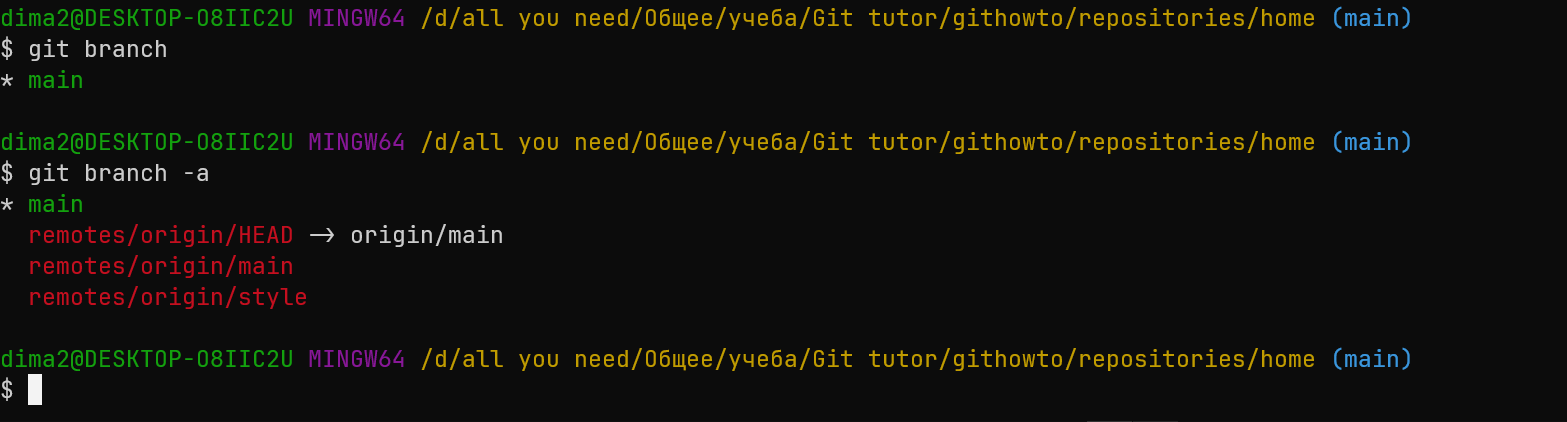 dima2@DESKTOP-O8IIC2U MINGW64 /d/all you need/Общее/учеба/Git tutor/githowto/repositories/home (main)
$ git branch
* main
dima2@DESKTOP-O8IIC2U MINGW64 /d/all you need/Общее/учеба/Git tutor/githowto/repositories/home (main)
$ git branch -a
* main
remotes/origin/HEAD -> origin/main
remotes/origin/main
remotes/origin/style
dima2@DESKTOP-O8IIC2U MINGW64 /d/all you need/Общее/учеба/Git tutor/githowto/repositories/home (main)
$